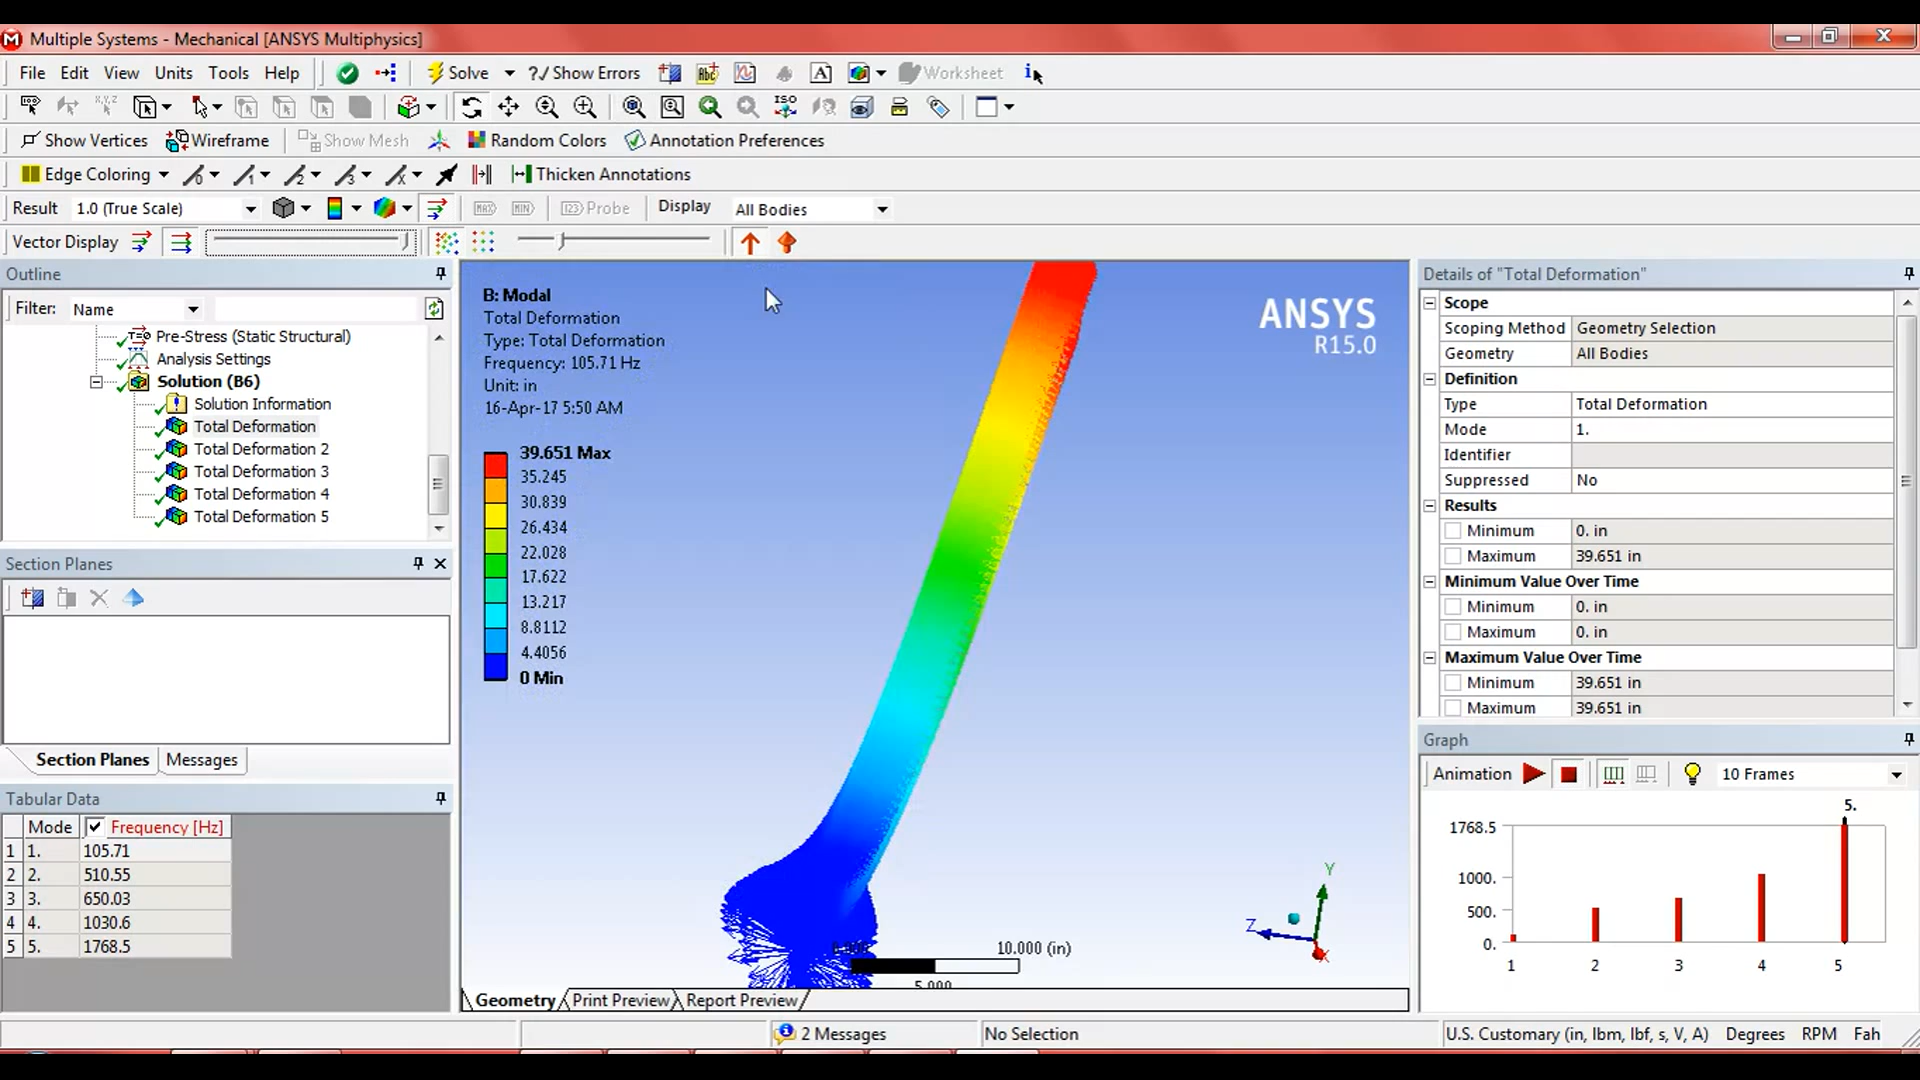 Multiple Systems - Mechanical [ANSYS Multiphysics]
File Edit View Units Tools Help Solve ?/ Show Errors Worksheet
ISO
Show Vertices Wireframe Show Mesh Random Colors Annotation Preferences
Edge Coloring Thicken Annotations
Result 1.0 (True Scale) MAX MIN Probe Display All Bodies
Vector Display
Outline
Filter: Name
Pre-Stress (Static Structural)
Analysis Settings
Solution (B6)
Solution Information
Total Deformation
Total Deformation 2
Total Deformation 3
Total Deformation 4
Total Deformation 5
Section Planes
Section Planes Messages
Tabular Data
Mode Frequency [Hz]
1 1. 105.71
2 2. 510.55
3 3. 650.03
4 4. 1030.6
5 5. 1768.5
B: Modal
Total Deformation
Type: Total Deformation
Frequency: 105.71 Hz
Unit: in
16-Apr-17 5:50 AM
39.651 Max
35.245
30.839
26.434
22.028
17.622
13.217
8.8112
4.4056
0 Min
ANSYS
R15.0
Y
Z
X
0.000 10.000 (in)
5.000
Geometry Print Preview Report Preview
Details of "Total Deformation"
Scope
Scoping Method Geometry Selection
Geometry All Bodies
Definition
Type Total Deformation
Mode 1.
Identifier
Suppressed No
Results
Minimum 0. in
Maximum 39.651 in
Minimum Value Over Time
Minimum 0. in
Maximum 0. in
Maximum Value Over Time
Minimum 39.651 in
Maximum 39.651 in
Graph
Animation 10 Frames
5.
1768.5
1000.
500.
0.
1 2 3 4 5
2 Messages No Selection U.S. Customary (in, lbm, lbf, s, V, A) Degrees RPM Fah